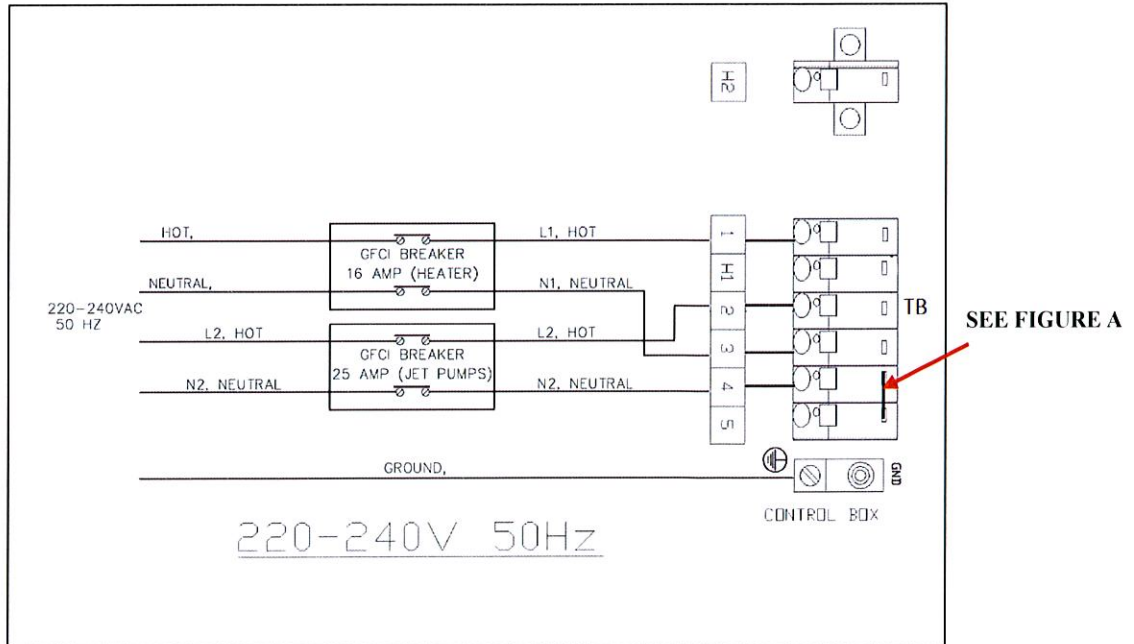 H2
HOT,
L1, HOT
1
GFCI BREAKER
16 AMP (HEATER)
H1
NEUTRAL,
N1, NEUTRAL
220-240VAC
50 HZ
2
TB
SEE FIGURE A
L2, HOT
L2, HOT
3
GFCI BREAKER
25 AMP (JET PUMPS)
N2, NEUTRAL
N2, NEUTRAL
4
5
GROUND,
GND
CONTROL BOX
220-240V 50Hz